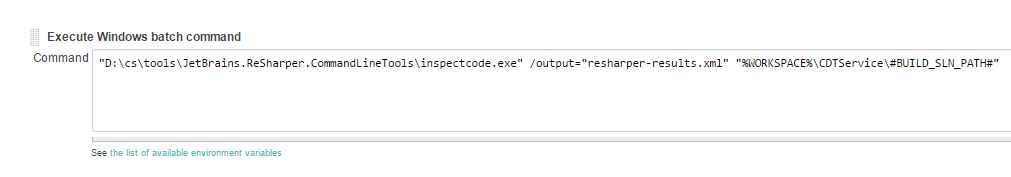 Execute Windows batch command
Command
"D:\cs\tools\JetBrains.ReSharper.CommandLineTools\inspectcode.exe" /output="resharper-results.xml" "%WORKSPACE%\CDTService\#BUILD_SLN_PATH#"
See the list of available environment variables